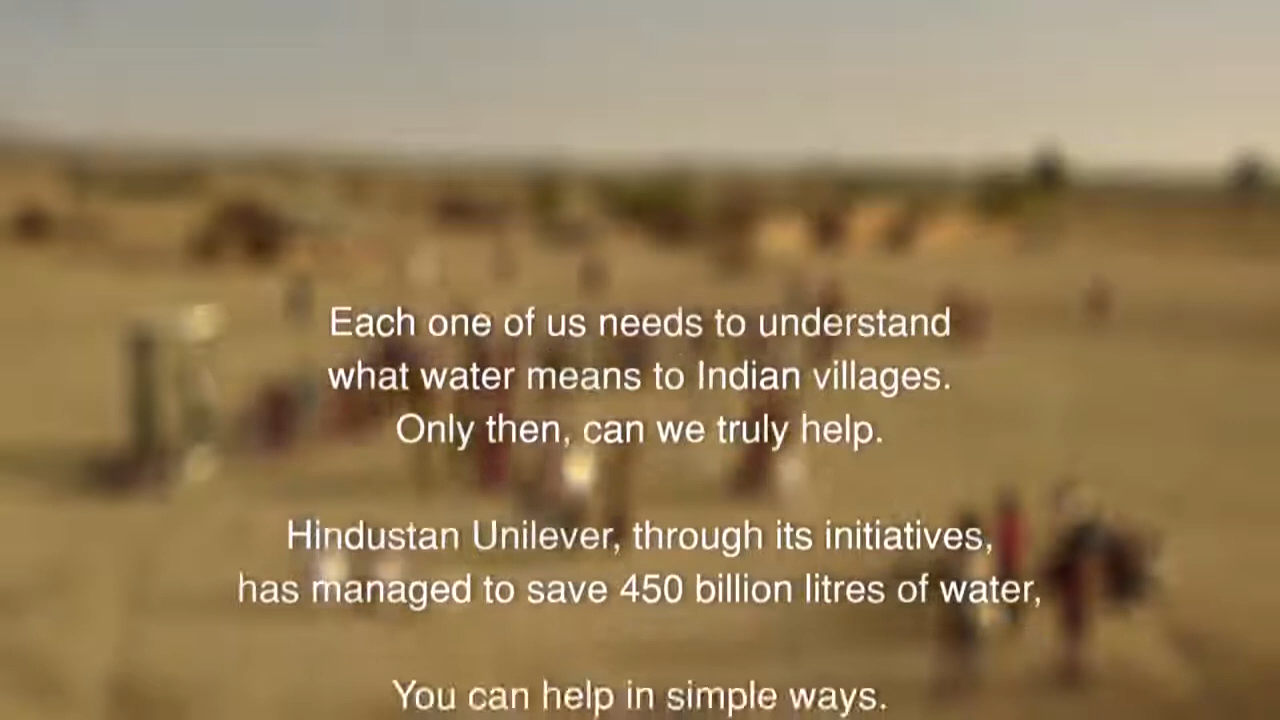 Each one of us needs to understand
what water means to Indian villages.
Only then, can we truly help.
Hindustan Unilever, through its initiatives,
has managed to save 450 billion litres of water,
You can help in simple ways.